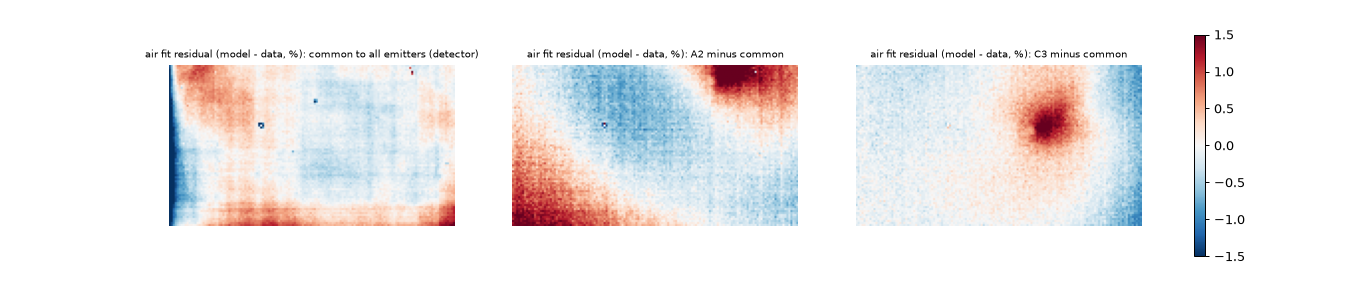 air fit residual (model - data, %): common to all emitters (detector)
air fit residual (model - data, %): A2 minus common
air fit residual (model - data, %): C3 minus common
1.5
1.0
0.5
0.0
−0.5
−1.0
−1.5